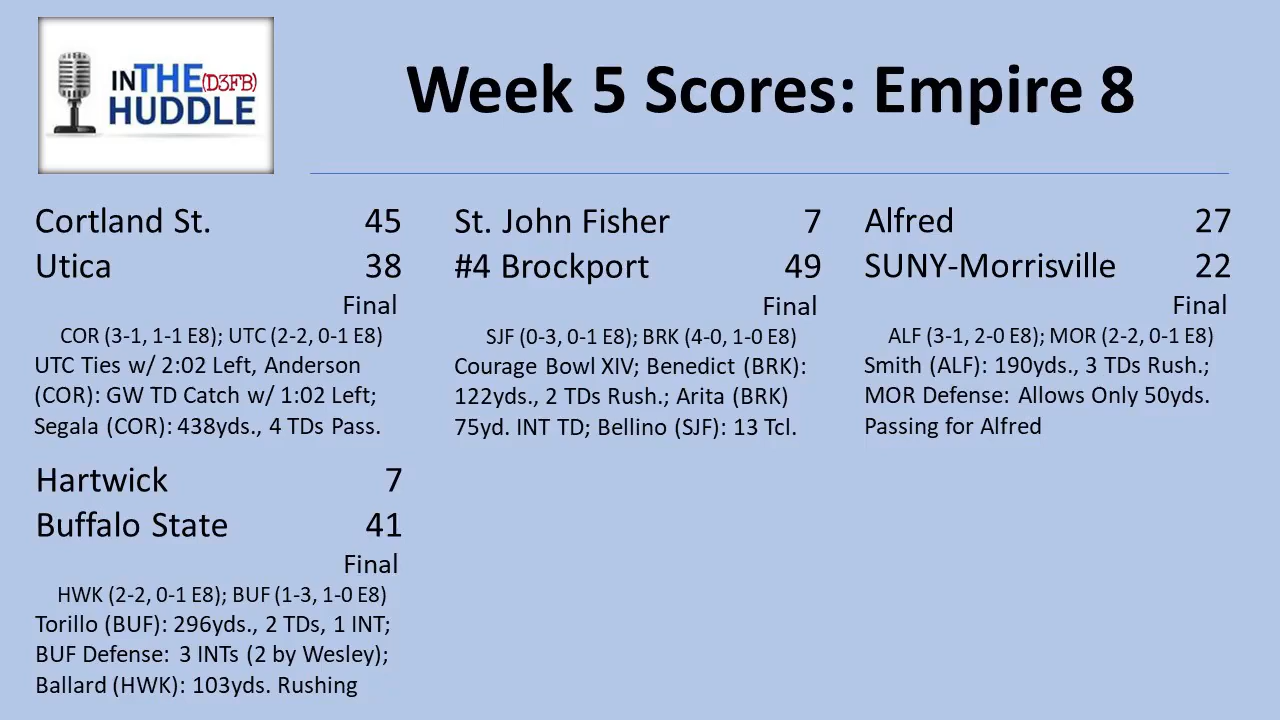 INTHE(D3FB)
HUDDLE
Week 5 Scores: Empire 8
Cortland St. 45
Utica 38
Final
COR (3-1, 1-1 E8); UTC (2-2, 0-1 E8)
UTC Ties w/ 2:02 Left, Anderson
(COR): GW TD Catch w/ 1:02 Left;
Segala (COR): 438yds., 4 TDs Pass.
St. John Fisher 7
#4 Brockport 49
Final
SJF (0-3, 0-1 E8); BRK (4-0, 1-0 E8)
Courage Bowl XIV; Benedict (BRK):
122yds., 2 TDs Rush.; Arita (BRK)
75yd. INT TD; Bellino (SJF): 13 Tcl.
Alfred 27
SUNY-Morrisville 22
Final
ALF (3-1, 2-0 E8); MOR (2-2, 0-1 E8)
Smith (ALF): 190yds., 3 TDs Rush.;
MOR Defense: Allows Only 50yds.
Passing for Alfred
Hartwick 7
Buffalo State 41
Final
HWK (2-2, 0-1 E8); BUF (1-3, 1-0 E8)
Torillo (BUF): 296yds., 2 TDs, 1 INT;
BUF Defense: 3 INTs (2 by Wesley);
Ballard (HWK): 103yds. Rushing